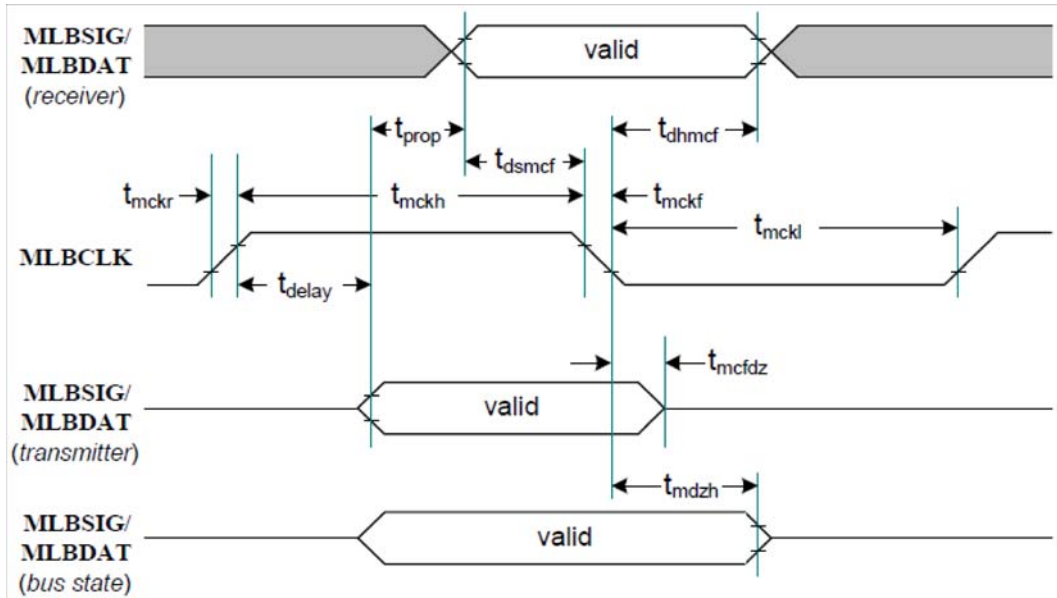 MLBSIG/
MLBDAT
(receiver)
valid
tprop
tdhmcf
tdsmcf
tmckr
tmckh
tmckf
tmckl
MLBCLK
tdelay
tmcfdz
MLBSIG/
MLBDAT
(transmitter)
valid
tmdzh
MLBSIG/
MLBDAT
(bus state)
valid